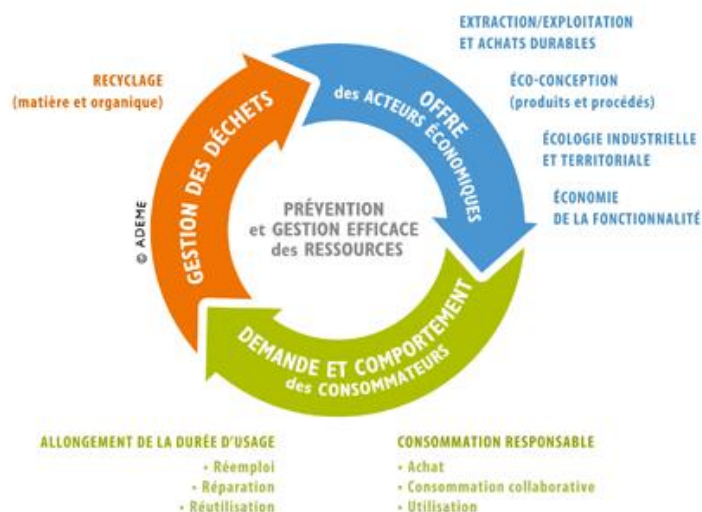 EXTRACTION/EXPLOITATION
ET ACHATS DURABLES
ÉCO-CONCEPTION
(produits et procédés)
ÉCOLOGIE INDUSTRIELLE
ET TERRITORIALE
ÉCONOMIE
DE LA FONCTIONNALITÉ
RECYCLAGE
(matière et organique)
OFFRE
des ACTEURS ÉCONOMIQUES
GESTION DES DÉCHETS
PRÉVENTION
et GESTION EFFICACE
des RESSOURCES
© ADEME
DEMANDE ET COMPORTEMENT
des CONSOMMATEURS
ALLONGEMENT DE LA DURÉE D'USAGE
• Réemploi
• Réparation
• Réutilisation
CONSOMMATION RESPONSABLE
• Achat
• Consommation collaborative
• Utilisation